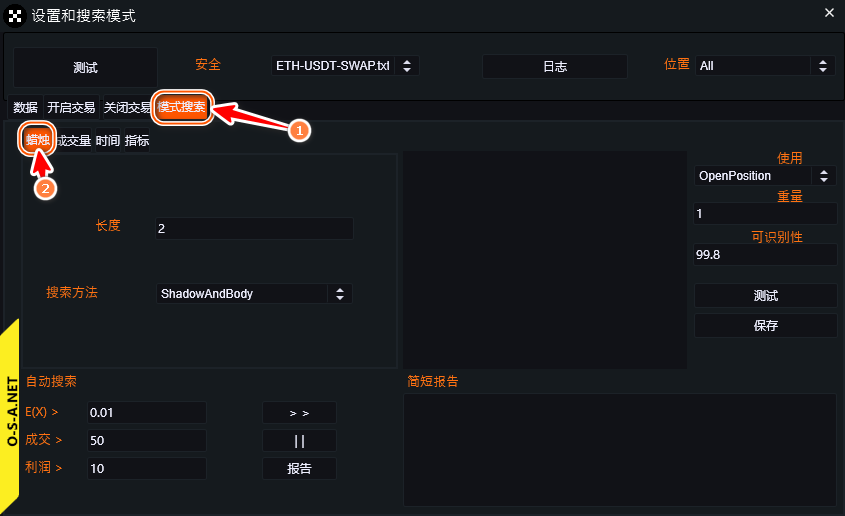 设置和搜索模式
测试 安全 ETH-USDT-SWAP.txt 日志 位置 All
数据 开启交易 关闭交易 模式搜索
1
蜡烛 成交量 时间 指标
2
使用
OpenPosition
重量
1
可识别性
99.8
长度 2
搜索方法 ShadowAndBody
测试
保存
自动搜索 简短报告
E(X) > 0.01 > >
成交 > 50 | |
利润 > 10 报告
O-S-A.NET